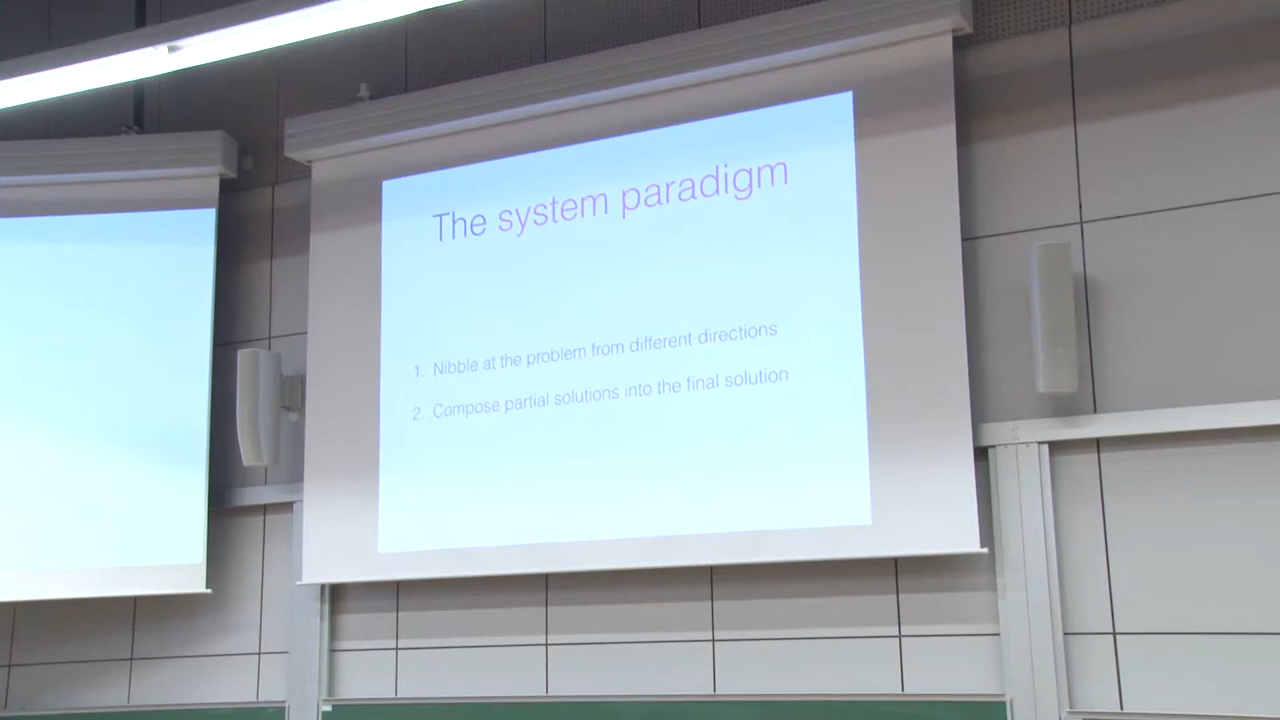 The system paradigm
1. Nibble at the problem from different directions
2. Compose partial solutions into the final solution